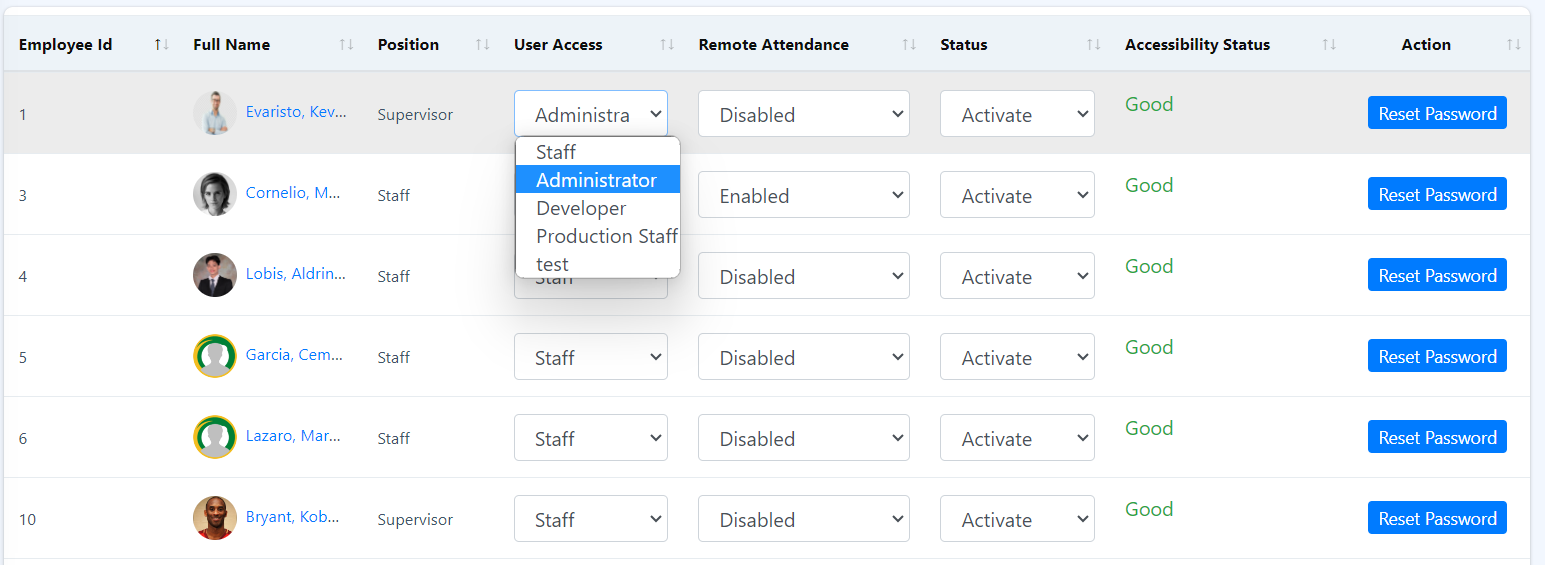 Employee Id Full Name Position User Access Remote Attendance Status Accessibility Status Action
1 Evaristo, Kev... Supervisor Administra Disabled Activate Good Reset Password
Staff
Administrator
Developer
Production Staff
test
3 Cornelio, M... Staff Enabled Activate Good Reset Password
4 Lobis, Aldrin... Staff Staff Disabled Activate Good Reset Password
5 Garcia, Cem... Staff Staff Disabled Activate Good Reset Password
6 Lazaro, Mar... Staff Staff Disabled Activate Good Reset Password
10 Bryant, Kob... Supervisor Staff Disabled Activate Good Reset Password